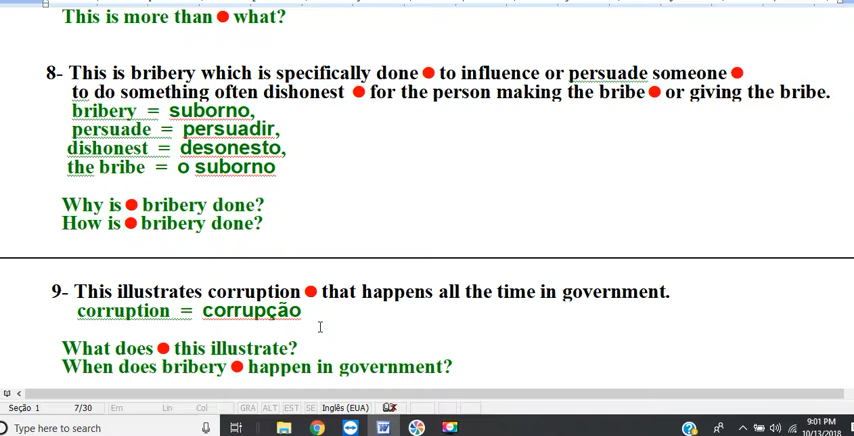 This is more than ● what?
8- This is bribery which is specifically done ● to influence or persuade someone ●
to do something often dishonest ● for the person making the bribe ● or giving the bribe.
bribery = suborno,
persuade = persuadir,
dishonest = desonesto,
the bribe = o suborno
Why is ● bribery done?
How is ● bribery done?
9- This illustrates corruption ● that happens all the time in government.
corruption = corrupção
What does ● this illustrate?
When does bribery ● happen in government?
Seção 1 7/30 Em Lin Col GRA ALT EST SE Inglês (EUA)
Type here to search
9:01 PM
10/13/2018